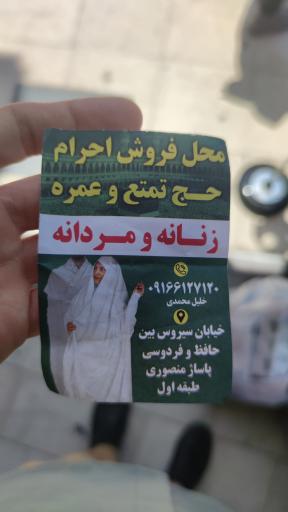 محل فروش احرام
حج تمتع و عمره
زنانه و مردانه
۰۹۱۶۶۱۲۷۱۲۰
خلیل محمدی
خیابان سیروس بین
حافظ و فردوسی
پاساژ منصوری
طبقه اول